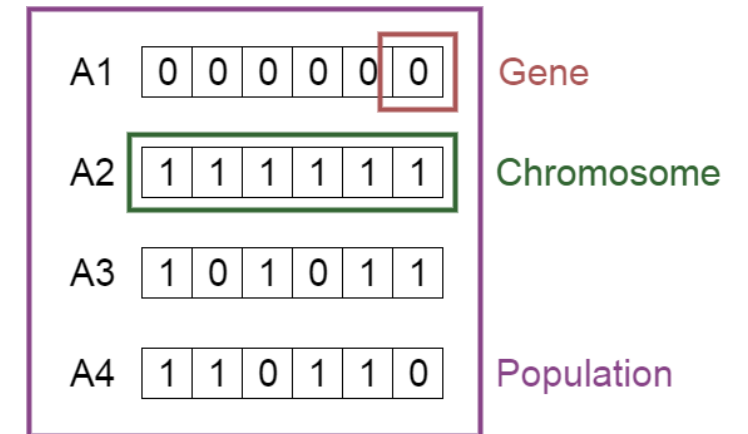 A1 0 0 0 0 0 0 Gene
A2 1 1 1 1 1 1 Chromosome
A3 1 0 1 0 1 1
A4 1 1 0 1 1 0 Population